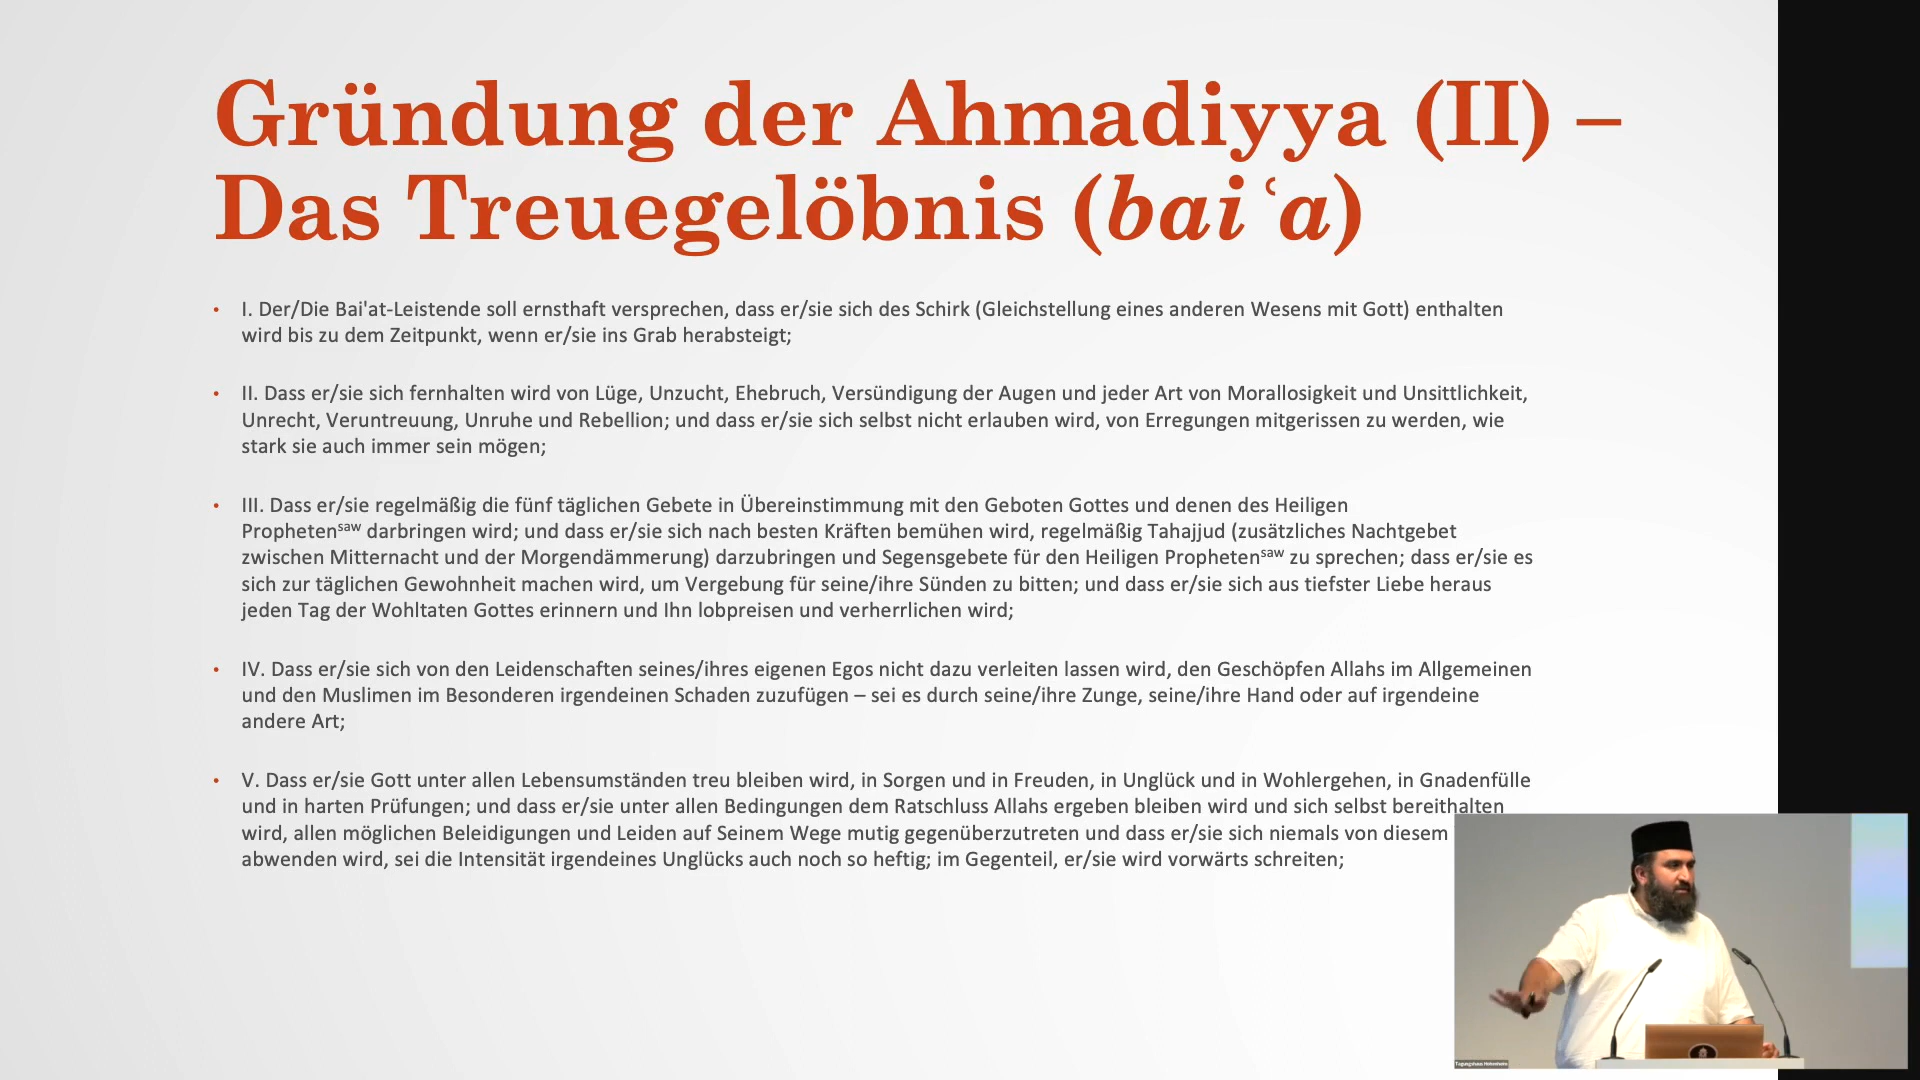 Gründung der Ahmadiyya (II) –
Das Treuegelöbnis (baiʿa)
• I. Der/Die Bai'at-Leistende soll ernsthaft versprechen, dass er/sie sich des Schirk (Gleichstellung eines anderen Wesens mit Gott) enthalten
wird bis zu dem Zeitpunkt, wenn er/sie ins Grab herabsteigt;
• II. Dass er/sie sich fernhalten wird von Lüge, Unzucht, Ehebruch, Versündigung der Augen und jeder Art von Morallosigkeit und Unsittlichkeit,
Unrecht, Veruntreuung, Unruhe und Rebellion; und dass er/sie sich selbst nicht erlauben wird, von Erregungen mitgerissen zu werden, wie
stark sie auch immer sein mögen;
• III. Dass er/sie regelmäßig die fünf täglichen Gebete in Übereinstimmung mit den Geboten Gottes und denen des Heiligen
Prophetensaw darbringen wird; und dass er/sie sich nach besten Kräften bemühen wird, regelmäßig Tahajjud (zusätzliches Nachtgebet
zwischen Mitternacht und der Morgendämmerung) darzubringen und Segensgebete für den Heiligen Prophetensaw zu sprechen; dass er/sie es
sich zur täglichen Gewohnheit machen wird, um Vergebung für seine/ihre Sünden zu bitten; und dass er/sie sich aus tiefster Liebe heraus
jeden Tag der Wohltaten Gottes erinnern und Ihn lobpreisen und verherrlichen wird;
• IV. Dass er/sie sich von den Leidenschaften seines/ihres eigenen Egos nicht dazu verleiten lassen wird, den Geschöpfen Allahs im Allgemeinen
und den Muslimen im Besonderen irgendeinen Schaden zuzufügen – sei es durch seine/ihre Zunge, seine/ihre Hand oder auf irgendeine
andere Art;
• V. Dass er/sie Gott unter allen Lebensumständen treu bleiben wird, in Sorgen und in Freuden, in Unglück und in Wohlergehen, in Gnadenfülle
und in harten Prüfungen; und dass er/sie unter allen Bedingungen dem Ratschluss Allahs ergeben bleiben wird und sich selbst bereithalten
wird, allen möglichen Beleidigungen und Leiden auf Seinem Wege mutig gegenüberzutreten und dass er/sie sich niemals von diesem
abwenden wird, sei die Intensität irgendeines Unglücks auch noch so heftig; im Gegenteil, er/sie wird vorwärts schreiten;
Tagungshaus Hohenheim